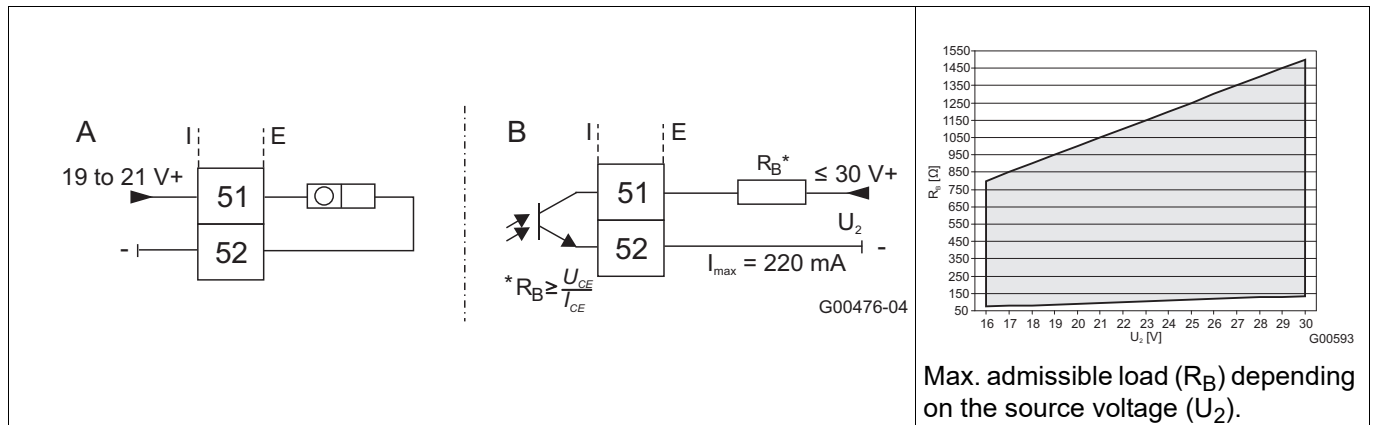 A
I
E
19 to 21 V+
51
-
52
B
I
E
R_B*
≤ 30 V+
51
U₂
52
-
I_max = 220 mA
*R_B ≥ U_CE / I_CE
G00476-04
1550
1450
1350
1250
1150
1050
950
850
750
650
550
450
350
250
150
50
R_B [Ω]
16 17 18 19 20 21 22 23 24 25 26 27 28 29 30
U₂ [V]
G00593
Max. admissible load (R_B) depending
on the source voltage (U₂).